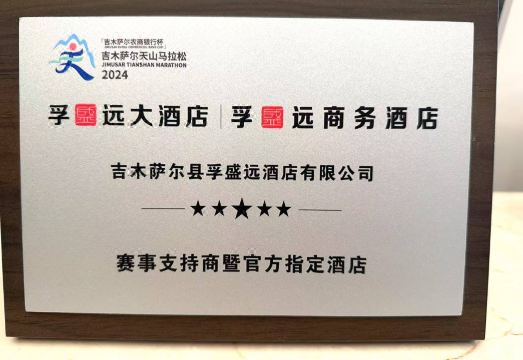 「吉木萨尔农商银行杯」
吉木萨尔天山马拉松
JIMUSAR TIANSHAN MARATHON
2024
孚盛远大酒店 孚盛远商务酒店
吉木萨尔县孚盛远酒店有限公司
赛事支持商暨官方指定酒店